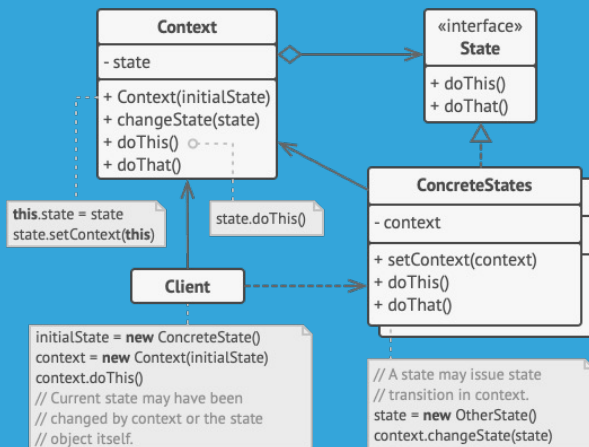 Context
- state
+ Context(initialState)
+ changeState(state)
+ doThis()
+ doThat()
«interface»
State
+ doThis()
+ doThat()
this.state = state
state.setContext(this)
state.doThis()
ConcreteStates
- context
+ setContext(context)
+ doThis()
+ doThat()
Client
initialState = new ConcreteState()
context = new Context(initialState)
context.doThis()
// Current state may have been
// changed by context or the state
// object itself.
// A state may issue state
// transition in context.
state = new OtherState()
context.changeState(state)